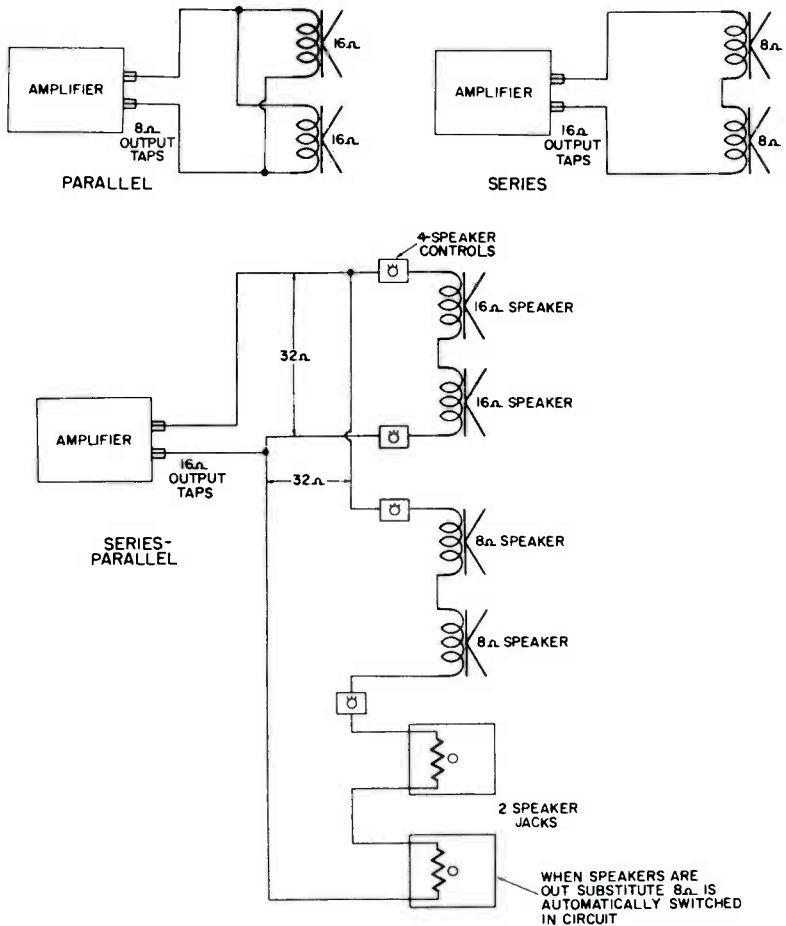 AMPLIFIER
8Ω
OUTPUT
TAPS
16Ω
16Ω
PARALLEL
AMPLIFIER
16Ω
OUTPUT
TAPS
8Ω
8Ω
SERIES
4-SPEAKER
CONTROLS
16Ω SPEAKER
32Ω
16Ω SPEAKER
AMPLIFIER
16Ω
OUTPUT
TAPS
32Ω
SERIES-
PARALLEL
8Ω SPEAKER
8Ω SPEAKER
2 SPEAKER
JACKS
WHEN SPEAKERS ARE
OUT SUBSTITUTE 8Ω IS
AUTOMATICALLY SWITCHED
IN CIRCUIT